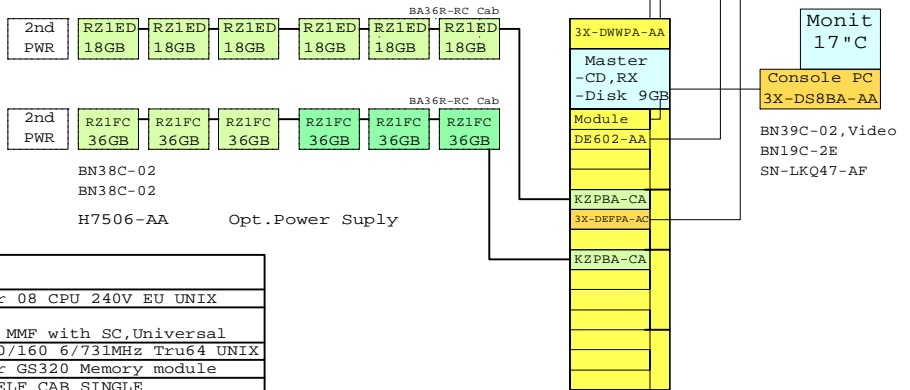 BA36R-RC Cab
2nd PWR
RZ1ED 18GB
RZ1ED 18GB
RZ1ED 18GB
RZ1ED 18GB
RZ1ED 18GB
RZ1ED 18GB
BA36R-RC Cab
2nd PWR
RZ1FC 36GB
RZ1FC 36GB
RZ1FC 36GB
RZ1FC 36GB
RZ1FC 36GB
RZ1FC 36GB
BN38C-02
BN38C-02
H7506-AA Opt.Power Suply
3X-DWWPA-AA
Master
-CD,RX
-Disk 9GB
Module
DE602-AA
KZPBA-CA
3X-DEFPA-AC
KZPBA-CA
Monit
17"C
Console PC
3X-DS8BA-AA
BN39C-02,Video
BN19C-2E
SN-LKQ47-AF
08 CPU 240V EU UNIX
MMF with SC,Universal
0/160 6/731MHz Tru64 UNIX
GS320 Memory module
CAB SINGLE